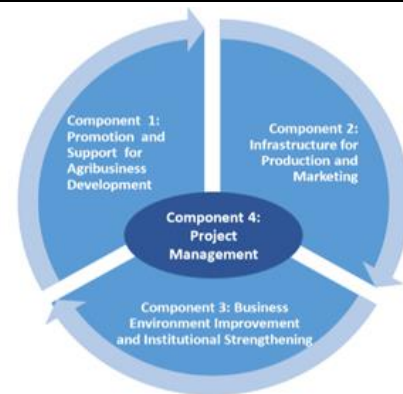 Component 1:
Promotion and
Support for
Agribusiness
Development
Component 2:
Infrastructure for
Production and
Marketing
Component 4:
Project
Management
Component 3: Business
Environment Improvement
and Institutional Strengthening